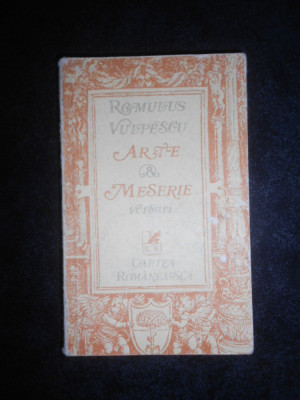 Romulus
Vulpescu
Arte
&
Meserie
versuri
Cartea
Românească